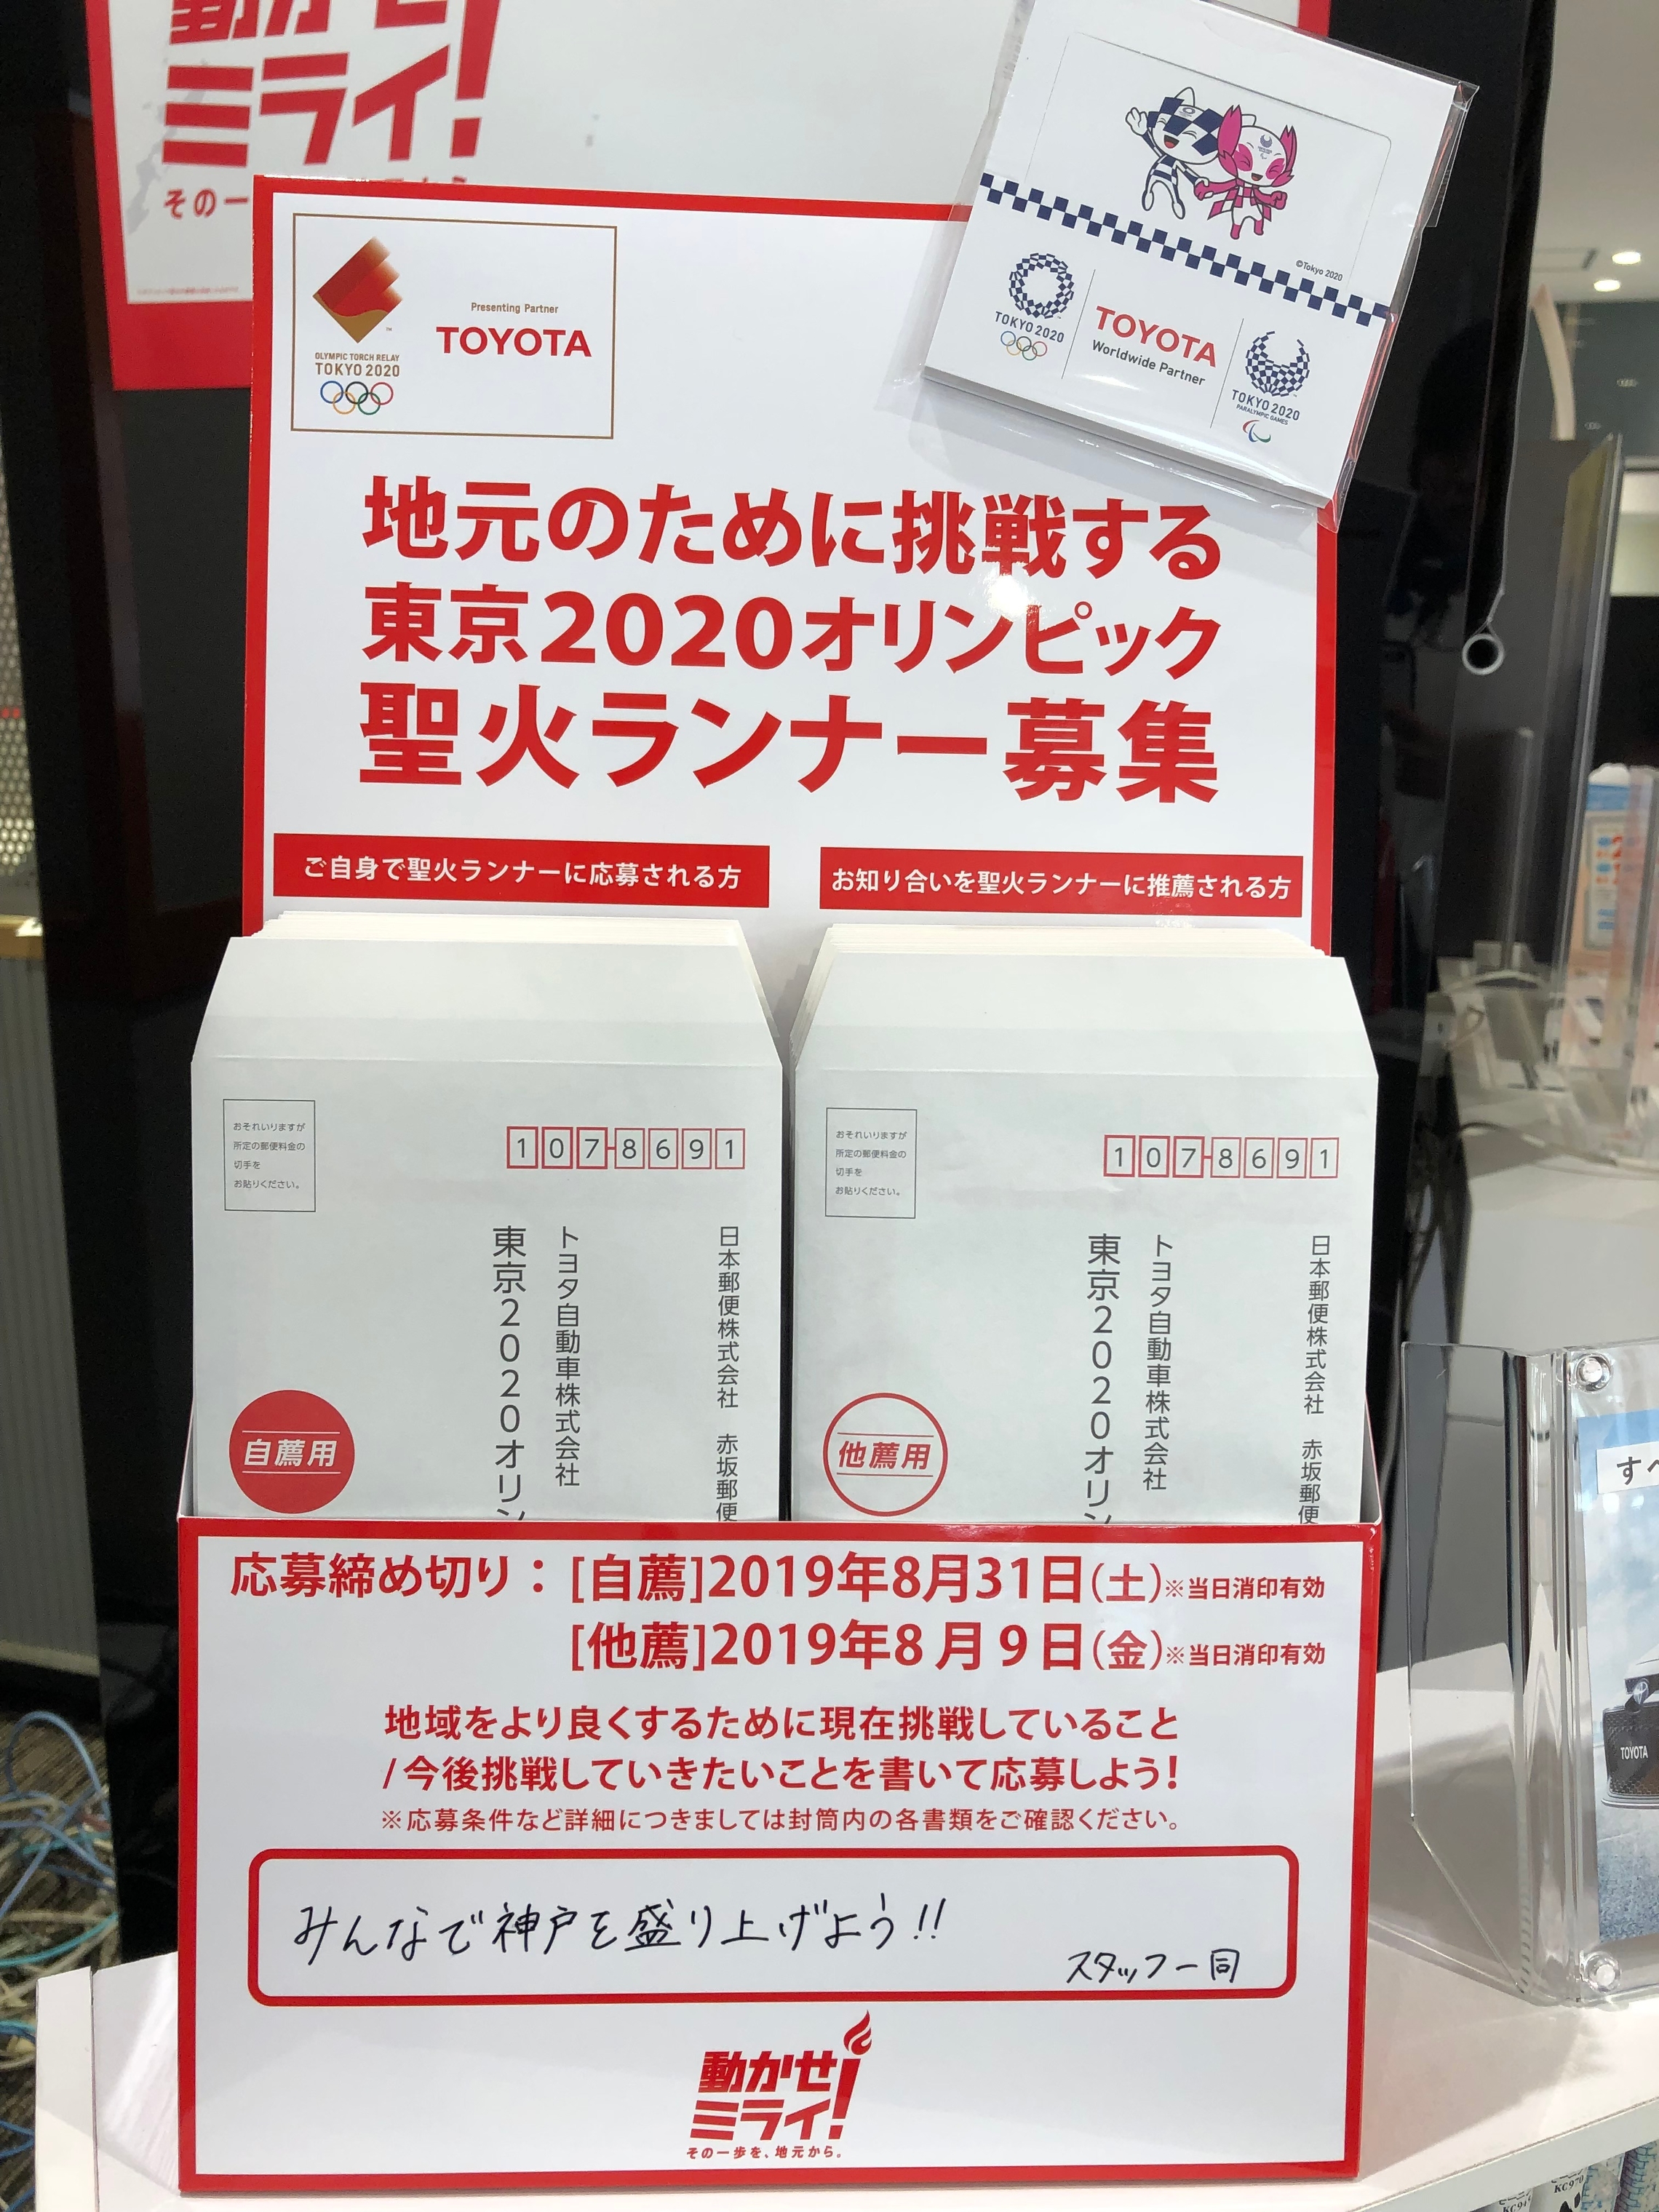 動かせ
ミライ!
その一
OLYMPIC TORCH RELAY
TOKYO 2020
Presenting Partner
TOYOTA
©Tokyo 2020
TOKYO 2020
TOYOTA
Worldwide Partner
TOKYO 2020
PARALYMPIC GAMES
地元のために挑戦する
東京2020オリンピック
聖火ランナー募集
ご自身で聖火ランナーに応募される方
お知り合いを聖火ランナーに推薦される方
おそれいりますが
所定の郵便料金の
切手を
お貼りください。
107-8691
日本郵便株式会社 赤坂郵便
トヨタ自動車株式会社
東京2020オリン
自薦用
おそれいりますが
所定の郵便料金の
切手を
お貼りください。
107-8691
日本郵便株式会社 赤坂郵便
トヨタ自動車株式会社
東京2020オリン
他薦用
応募締め切り：[自薦]2019年8月31日(土)※当日消印有効
[他薦]2019年8月9日(金)※当日消印有効
地域をより良くするために現在挑戦していること
/今後挑戦していきたいことを書いて応募しよう!
※応募条件など詳細につきましては封筒内の各書類をご確認ください。
みんなで神戸を盛り上げよう!!
スタッフ一同
動かせ
ミライ!
その一歩を、地元から。
すべ
TOYOTA